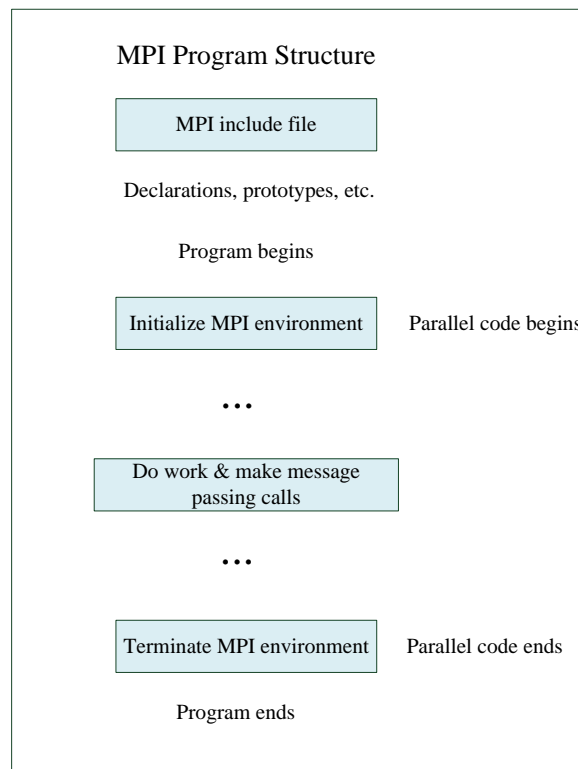 MPI Program Structure
MPI include file
Declarations, prototypes, etc.
Program begins
Initialize MPI environment
Parallel code begins
...
Do work & make message
passing calls
...
Terminate MPI environment
Parallel code ends
Program ends